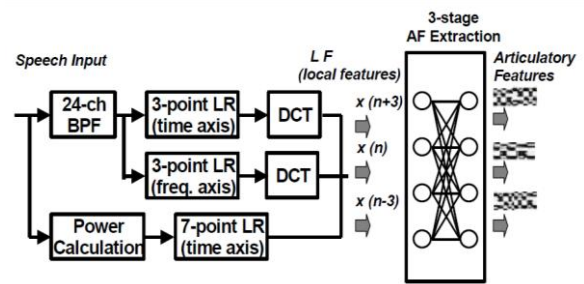 3-stage
AF Extraction
L F
(local features)
Articulatory
Features
Speech Input
24-ch
BPF
3-point LR
(time axis)
DCT
x (n+3)
3-point LR
(freq. axis)
DCT
x (n)
Power
Calculation
7-point LR
(time axis)
x (n-3)